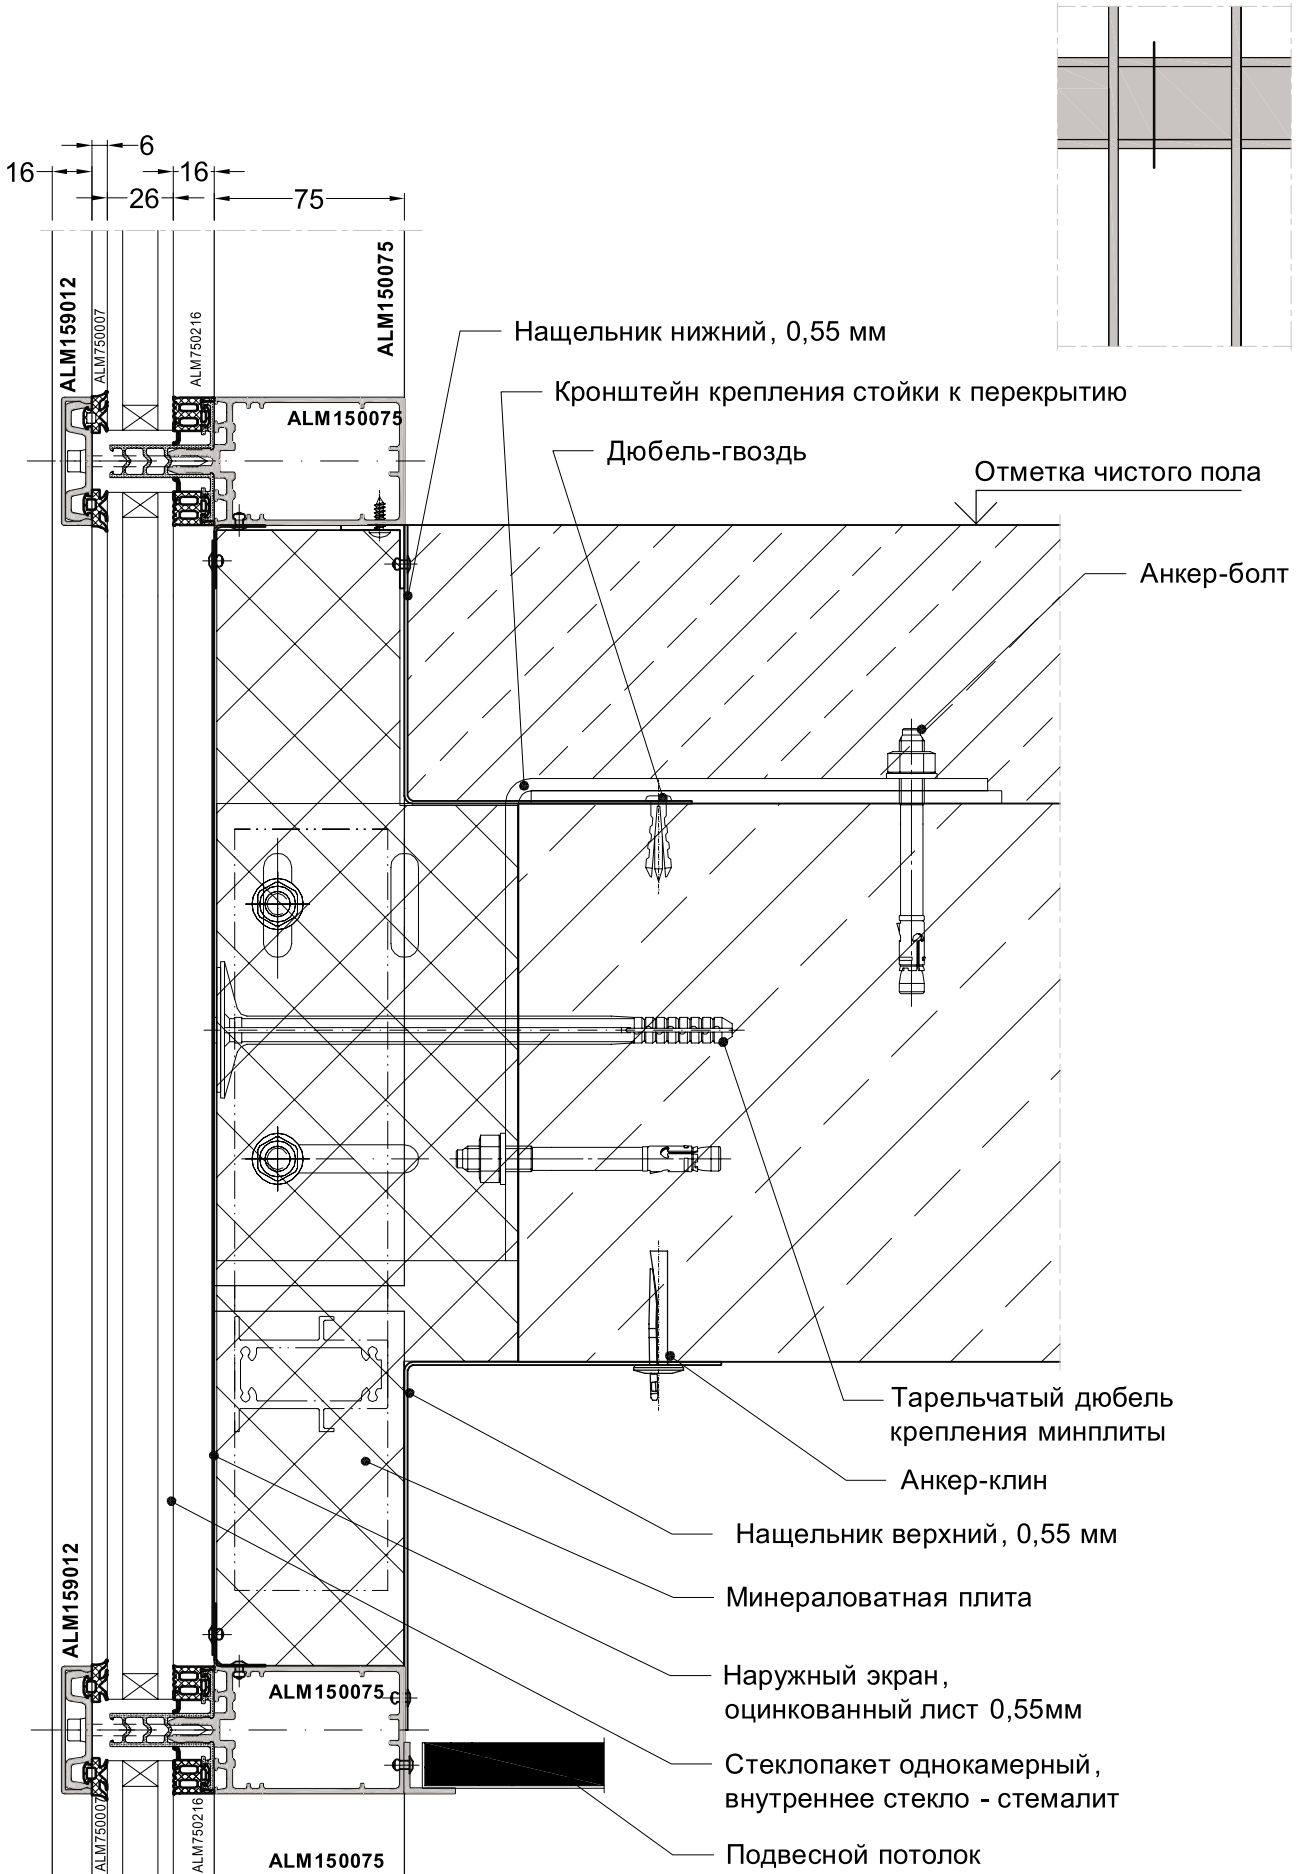 6
16
16
26
75
ALM159012
ALM750007
ALM750216
ALM150075
Нащельник нижний, 0,55 мм
Кронштейн крепления стойки к перекрытию
ALM150075
Дюбель-гвоздь
Отметка чистого пола
Анкер-болт
Тарельчатый дюбель
крепления минплиты
Анкер-клин
Нащельник верхний, 0,55 мм
ALM159012
Минераловатная плита
Наружный экран,
оцинкованный лист 0,55мм
ALM150075
Стеклопакет однокамерный,
внутреннее стекло - стемалит
ALM750007
ALM750216
ALM150075
Подвесной потолок